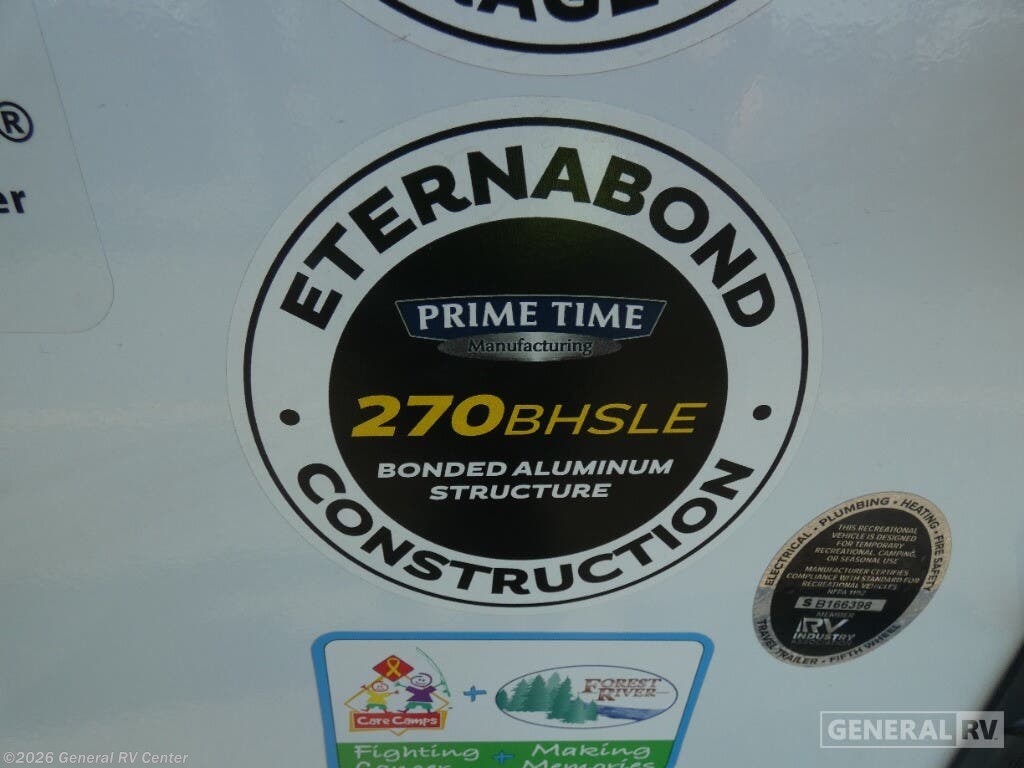 ®
er
ETERNABOND
PRIME TIME
Manufacturing
270BHSLE
BONDED ALUMINUM
STRUCTURE
CONSTRUCTION
ELECTRICAL · PLUMBING · HEATING · FIRE SAFETY
THIS RECREATIONAL
VEHICLE IS DESIGNED
FOR TEMPORARY
RECREATIONAL, CAMPING,
OR SEASONAL USE
MANUFACTURER CERTIFIES
COMPLIANCE WITH STANDARD FOR
RECREATIONAL VEHICLES
NFPA 1192
S B166398
MEMBER
RV
INDUSTRY
TRAVEL TRAILER · FIFTH WHEEL
Care Camps
+
FOREST
RIVER
Fighting
Cancer
+
Making
Memories
GENERAL RV
©2026 General RV Center